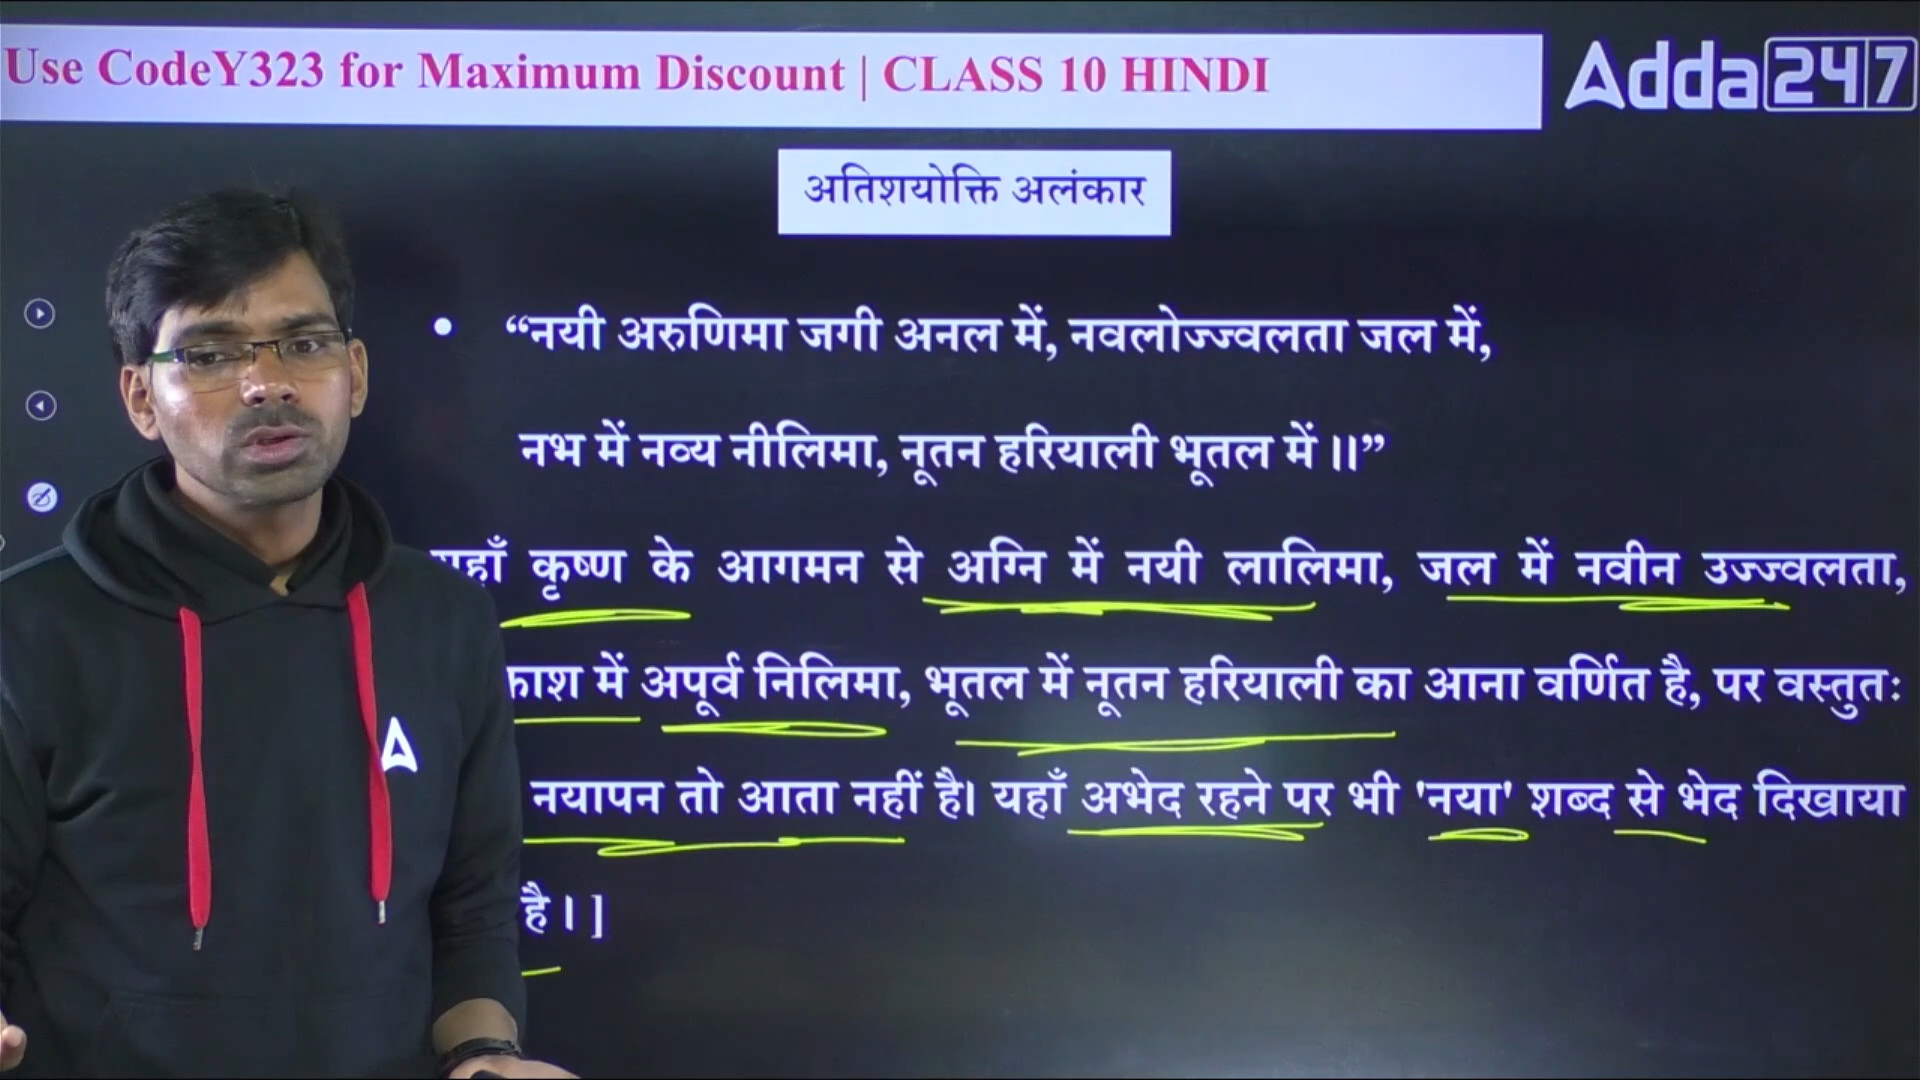 Use CodeY323 for Maximum Discount | CLASS 10 HINDI
Adda247
अतिशयोक्ति अलंकार
• “नयी अरुणिमा जगी अनल में, नवलोज्ज्वलता जल में,
नभ में नव्य नीलिमा, नूतन हरियाली भूतल में ।।”
कृष्ण के आगमन से अग्नि में नयी लालिमा, जल में नवीन उज्ज्वलता,
में अपूर्व निलिमा, भूतल में नूतन हरियाली का आना वर्णित है, पर वस्तुतः
नयापन तो आता नहीं है। यहाँ अभेद रहने पर भी 'नया' शब्द से भेद दिखाया
है । ]